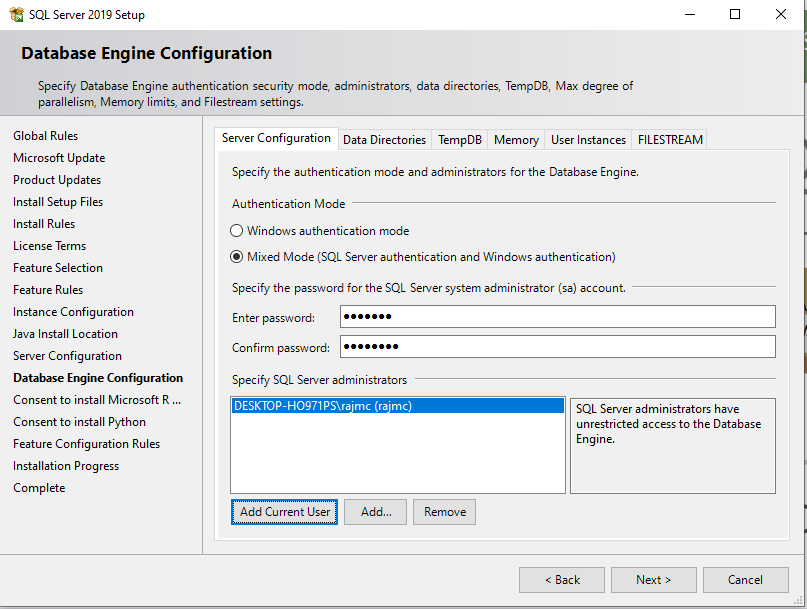 SQL Server 2019 Setup
Database Engine Configuration
Specify Database Engine authentication security mode, administrators, data directories, TempDB, Max degree of
parallelism, Memory limits, and Filestream settings.
Global Rules
Microsoft Update
Product Updates
Install Setup Files
Install Rules
License Terms
Feature Selection
Feature Rules
Instance Configuration
Java Install Location
Server Configuration
Database Engine Configuration
Consent to install Microsoft R ...
Consent to install Python
Feature Configuration Rules
Installation Progress
Complete
Server Configuration Data Directories TempDB Memory User Instances FILESTREAM
Specify the authentication mode and administrators for the Database Engine.
Authentication Mode
Windows authentication mode
Mixed Mode (SQL Server authentication and Windows authentication)
Specify the password for the SQL Server system administrator (sa) account.
Enter password: ●●●●●●●
Confirm password: ●●●●●●●●
Specify SQL Server administrators
DESKTOP-HO971PS\rajmc (rajmc)
SQL Server administrators have
unrestricted access to the Database
Engine.
Add Current User Add... Remove
< Back Next > Cancel